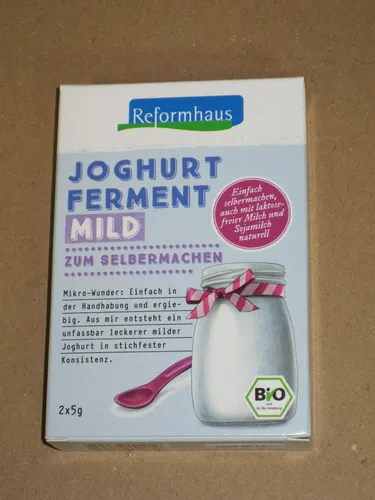 Reformhaus
JOGHURT
FERMENT
MILD
ZUM SELBERMACHEN
Einfach
selbermachen,
auch mit laktose-
freier Milch und
Sojamilch
naturell
Mikro-Wunder: Einfach in
der Handhabung und ergie-
big. Aus mir entsteht ein
unfassbar leckerer milder
Joghurt in stichfester
Konsistenz.
2x5g
BiO